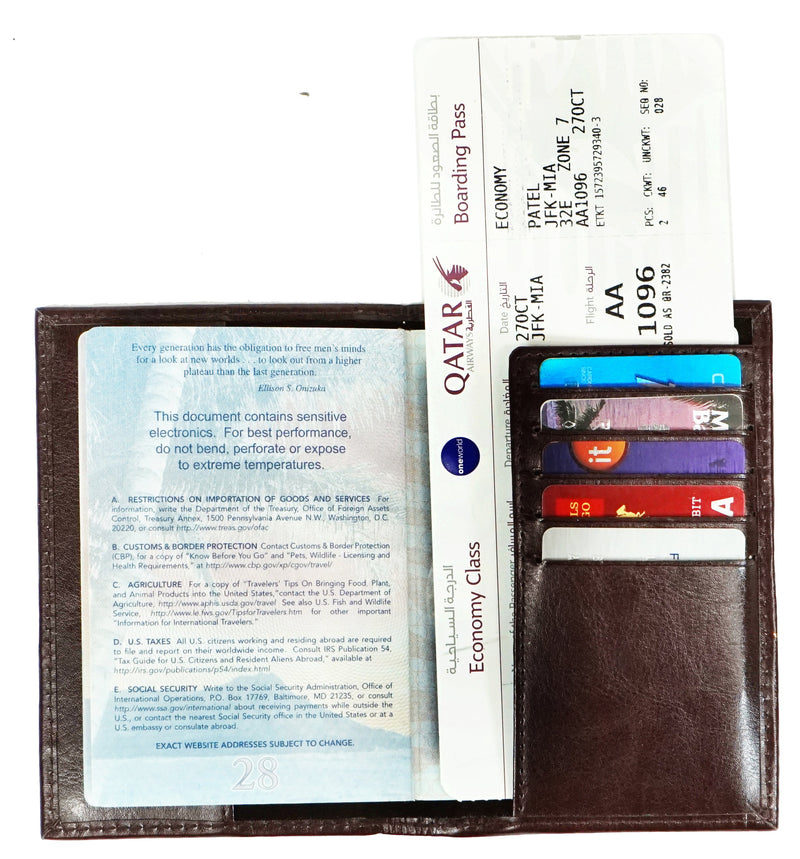 Every generation has the obligation to free men's minds
for a look at new worlds . . . to look out from a higher
plateau than the last generation.
Ellison S. Onizuka
This document contains sensitive
electronics. For best performance,
do not bend, perforate or expose
to extreme temperatures.
A. RESTRICTIONS ON IMPORTATION OF GOODS AND SERVICES For
information, write the Department of the Treasury, Office of Foreign Assets
Control, Treasury Annex, 1500 Pennsylvania Avenue N.W., Washington, D.C.
20220, or consult http://www.treas.gov/ofac
B. CUSTOMS & BORDER PROTECTION Contact Customs & Border Protection
(CBP), for a copy of "Know Before You Go" and "Pets, Wildlife - Licensing and
Health Requirements," at http://www.cbp.gov/xp/cgov/travel/
C. AGRICULTURE For a copy of "Travelers' Tips On Bringing Food, Plant,
and Animal Products into the United States,"contact the U.S. Department of
Agriculture, http://www.aphis.usda.gov/travel See also U.S. Fish and Wildlife
Service, http://www.le.fws.gov/TipsforTravelers.htm for other important
"Information for International Travelers."
D. U.S. TAXES All U.S. citizens working and residing abroad are required
to file and report on their worldwide income. Consult IRS Publication 54,
"Tax Guide for U.S. Citizens and Resident Aliens Abroad," available at
http://irs.gov/publications/p54/index.html
E. SOCIAL SECURITY Write to the Social Security Administration, Office of
International Operations, P.O. Box 17769, Baltimore, MD 21235, or consult
http://www.ssa.gov/international about receiving payments while outside the
U.S., or contact the nearest Social Security office in the United States or at a
U.S. embassy or consulate abroad.
EXACT WEBSITE ADDRESSES SUBJECT TO CHANGE.
28
بطاقة الصعود للطائرة
Boarding Pass
QATAR
AIRWAYS القطرية
oneworld
الدرجة السياحية
Economy Class
ECONOMY
PATEL
JFK-MIA
32E ZONE 7
AA1096 27OCT
ETKT 1572395729340-3
PCS: CKWT: UNCKWT: SEQ NO:
2 46 028
Date التاريخ
27OCT
JFK-MIA
Flight الرحلة
AA
1096
SOLD AS QR-2382
Departure المغادرة
it
BIT
A